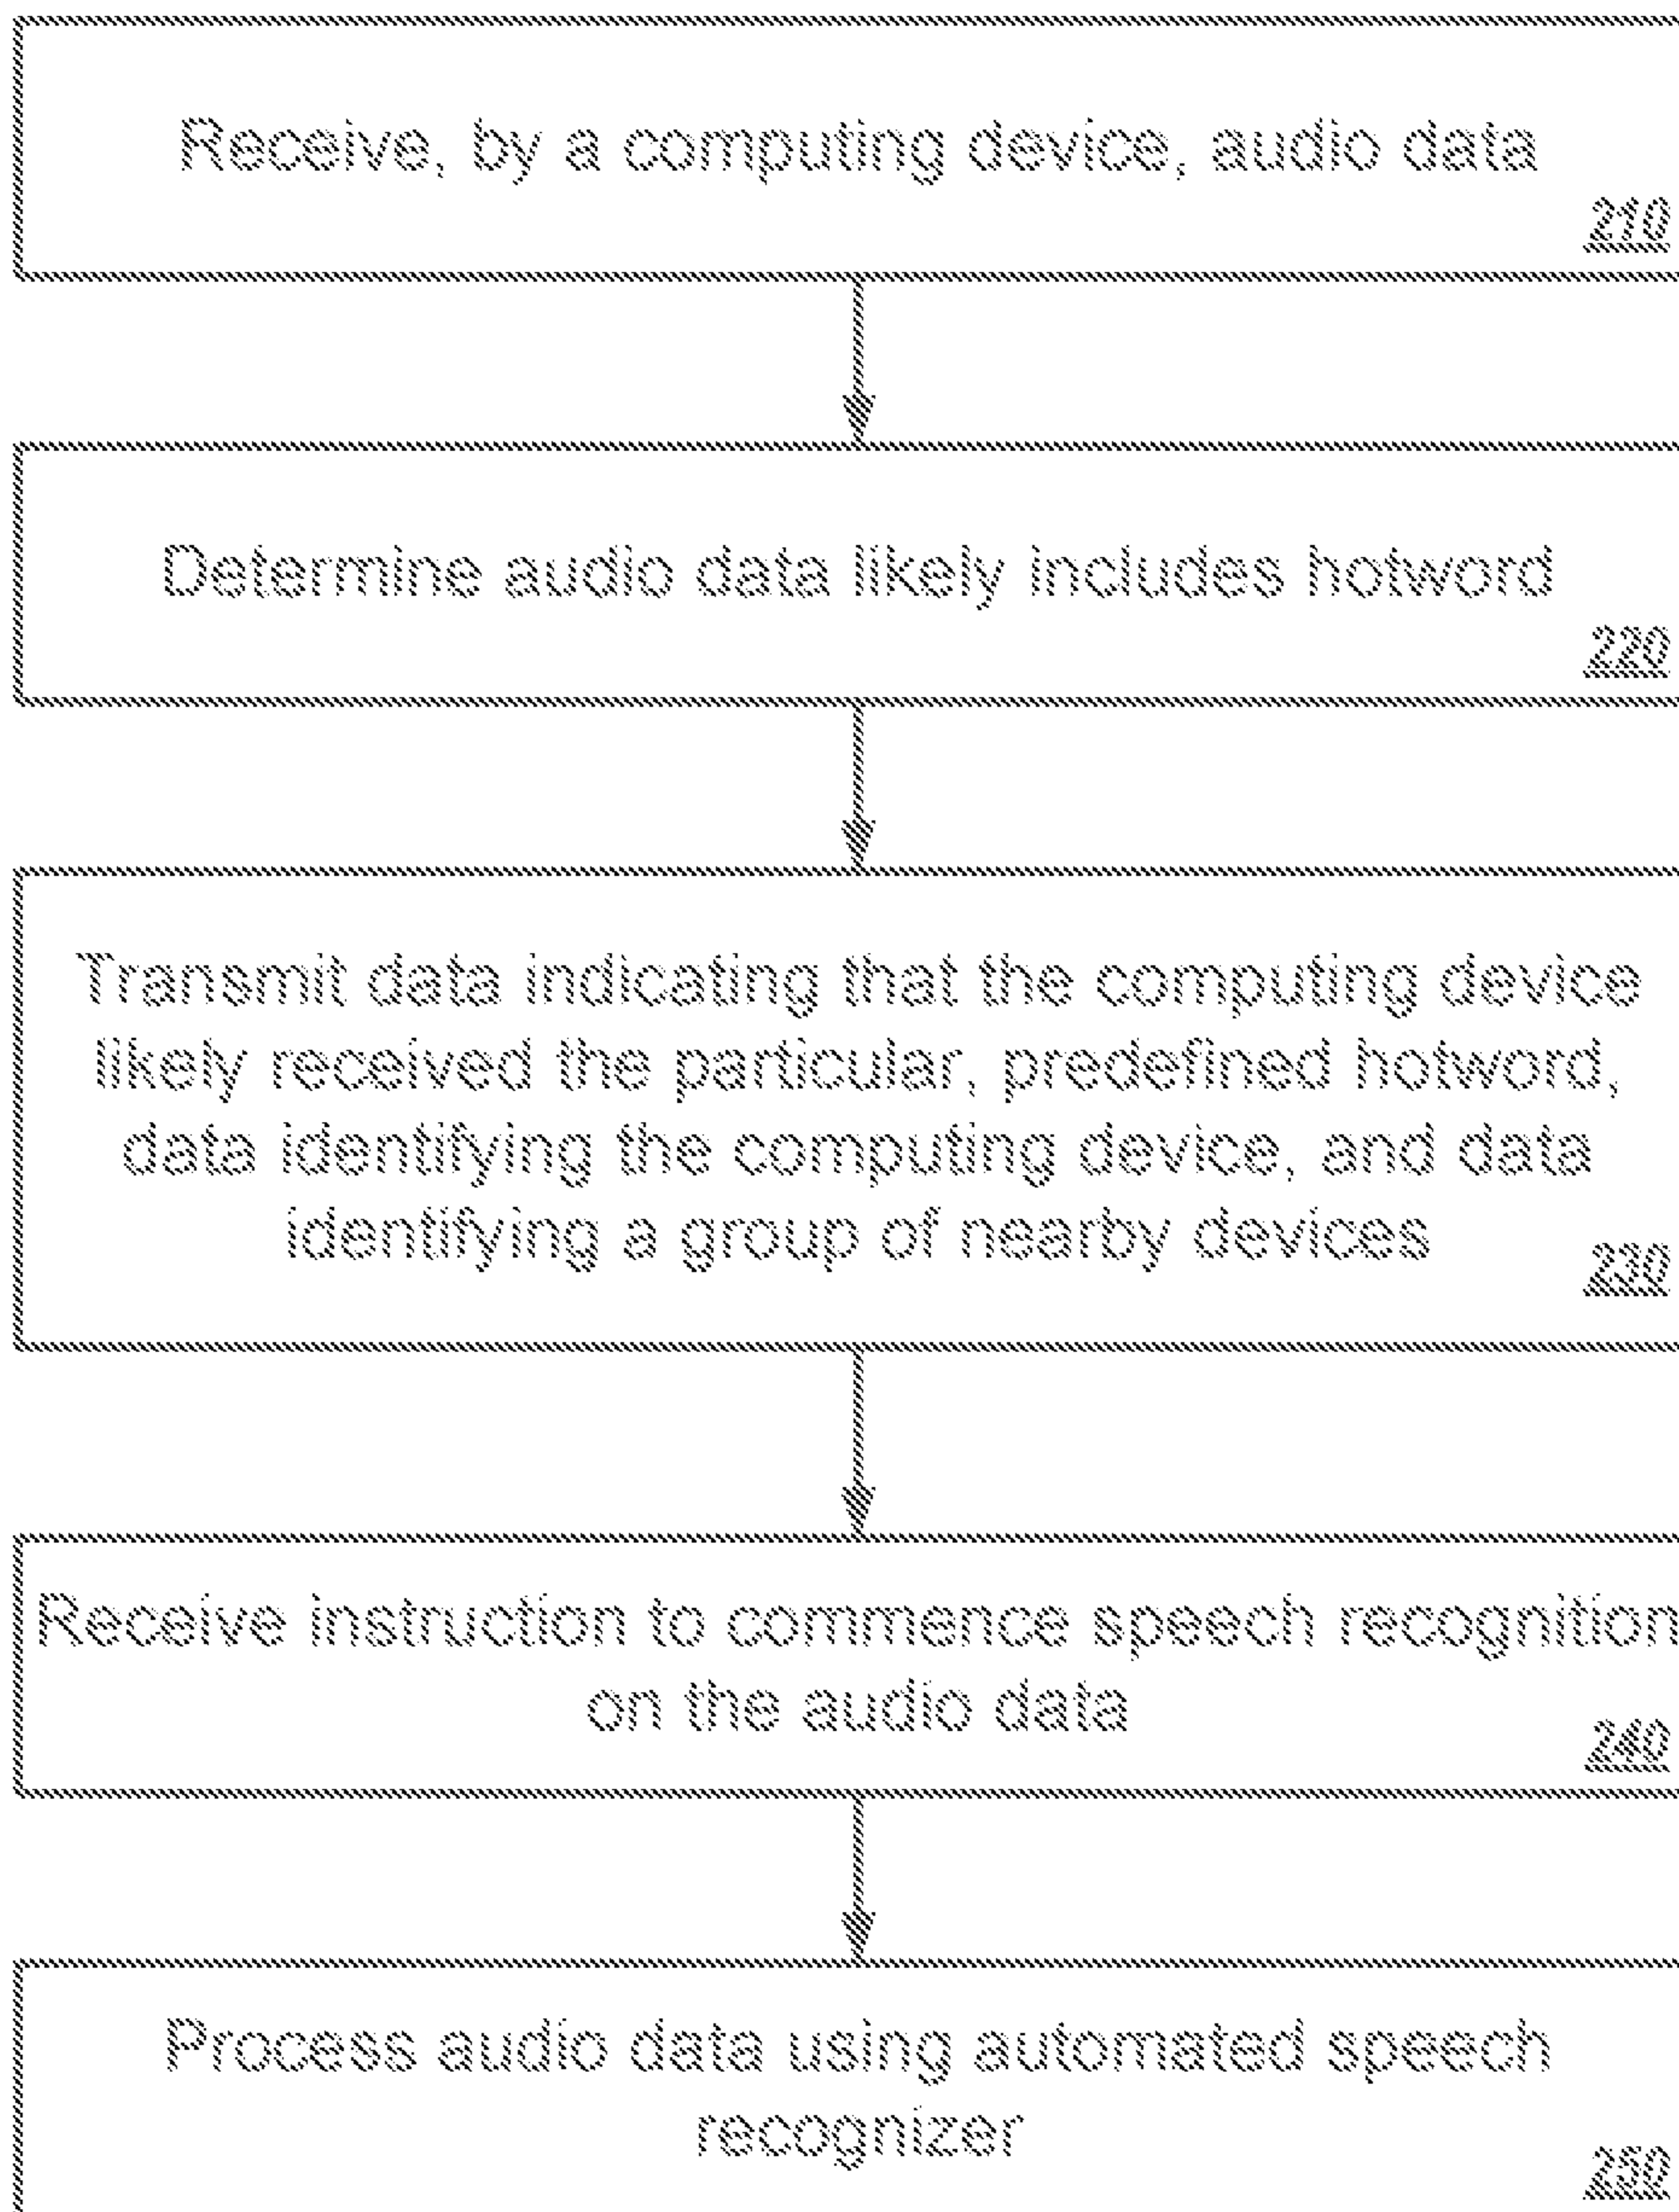 Receive, by a computing device, audio data
210
Determine audio data likely includes hotword
220
Transmit data indicating that the computing device
likely received the particular, predefined hotword,
data identifying the computing device, and data
identifying a group of nearby devices
230
Receive instruction to commence speech recognition
on the audio data
240
Process audio data using automated speech
recognizer
250